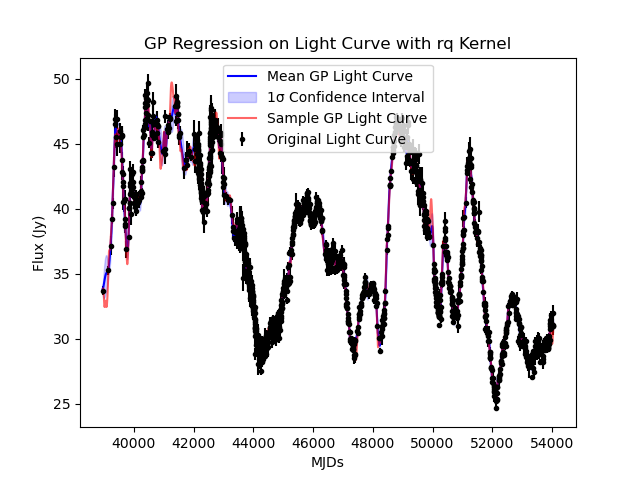 GP Regression on Light Curve with rq Kernel
Mean GP Light Curve
1σ Confidence Interval
Sample GP Light Curve
Original Light Curve
Flux (Jy)
50
45
40
35
30
25
40000 42000 44000 46000 48000 50000 52000 54000
MJDs